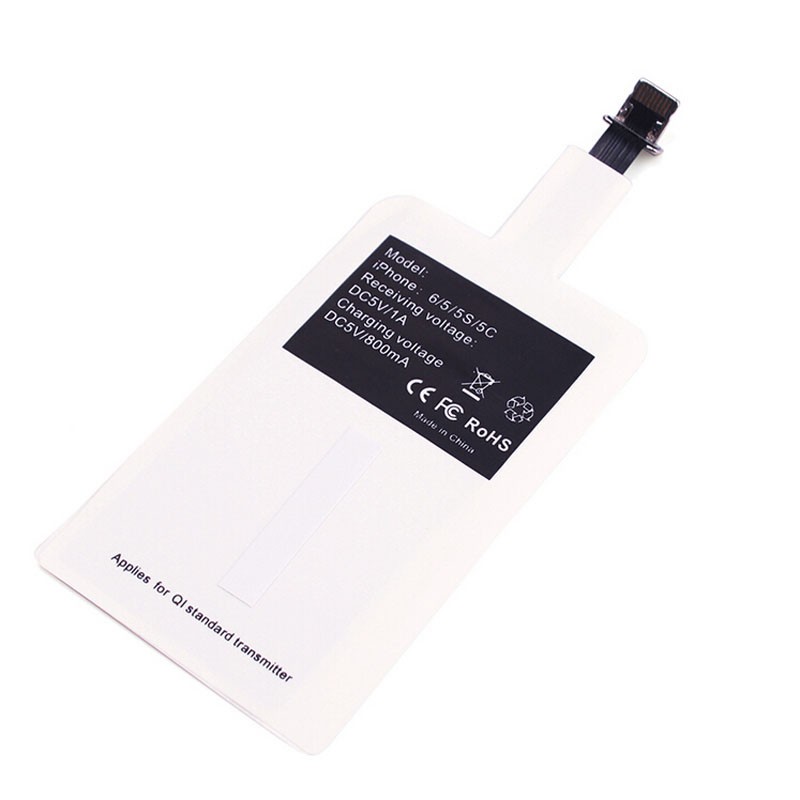 Model:
iPhone: 6/5/5S/5C
Receiving voltage:
DC5V/1A
Charging voltage
DC5V/800mA
CE FC RoHS
Made in China
Applies for QI standard transmitter